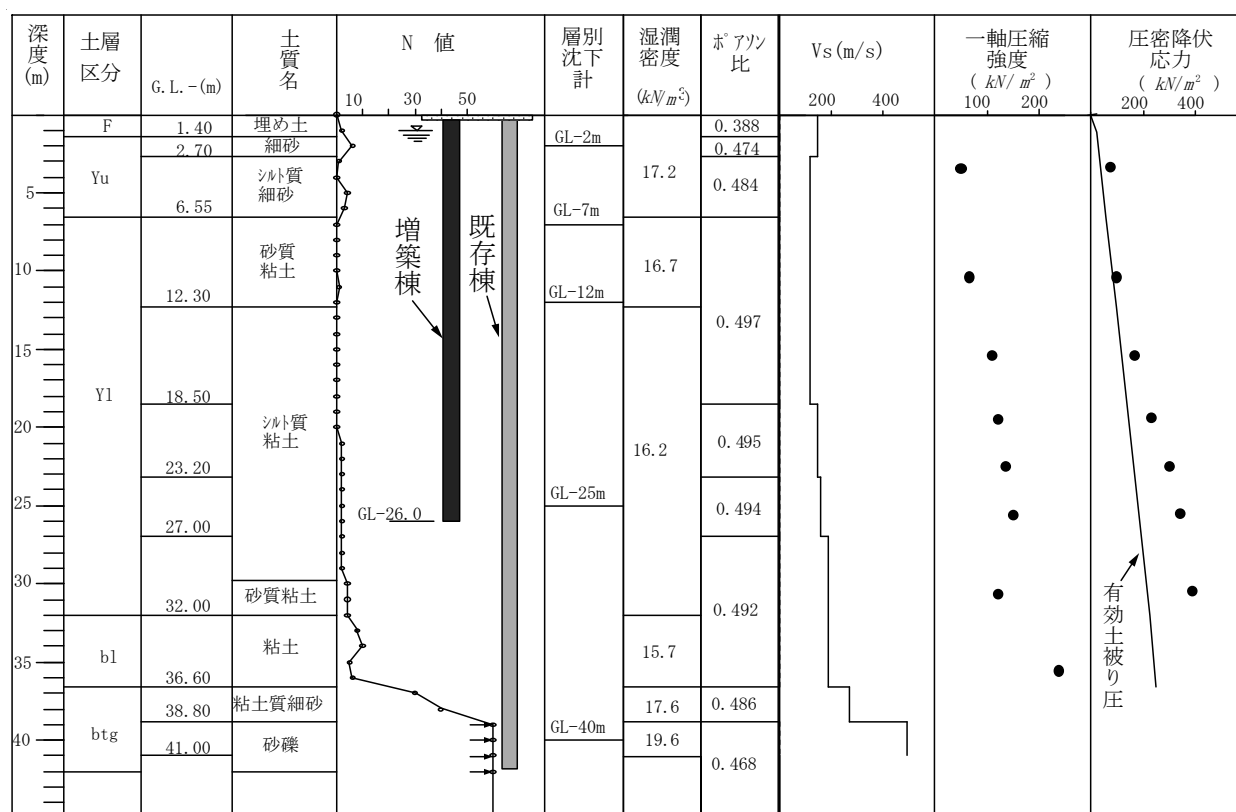 深度(m)
土層区分
G.L.-(m)
土質名
N 値
層別沈下計
湿潤密度
(kN/m³)
ポアソン比
Vs(m/s)
一軸圧縮強度
( kN/ m² )
圧密降伏応力
( kN/ m² )
10 30 50
200 400
100 200
200 400
F
1.40
埋め土
GL-2m
0.388
2.70
細砂
0.474
Yu
シルト質細砂
17.2
0.484
5
6.55
GL-7m
増築棟
既存棟
砂質粘土
16.7
10
12.30
GL-12m
0.497
15
Yl
18.50
シルト質粘土
20
16.2
0.495
23.20
25
GL-25m
0.494
GL-26.0
27.00
30
有効土被り圧
32.00
砂質粘土
0.492
bl
粘土
15.7
35
36.60
粘土質細砂
38.80
17.6
0.486
GL-40m
btg
40
41.00
砂礫
19.6
0.468